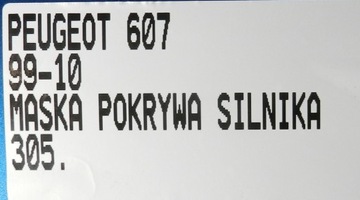 PEUGEOT 607
99-10
MASKA POKRYWA SILNIKA
305.